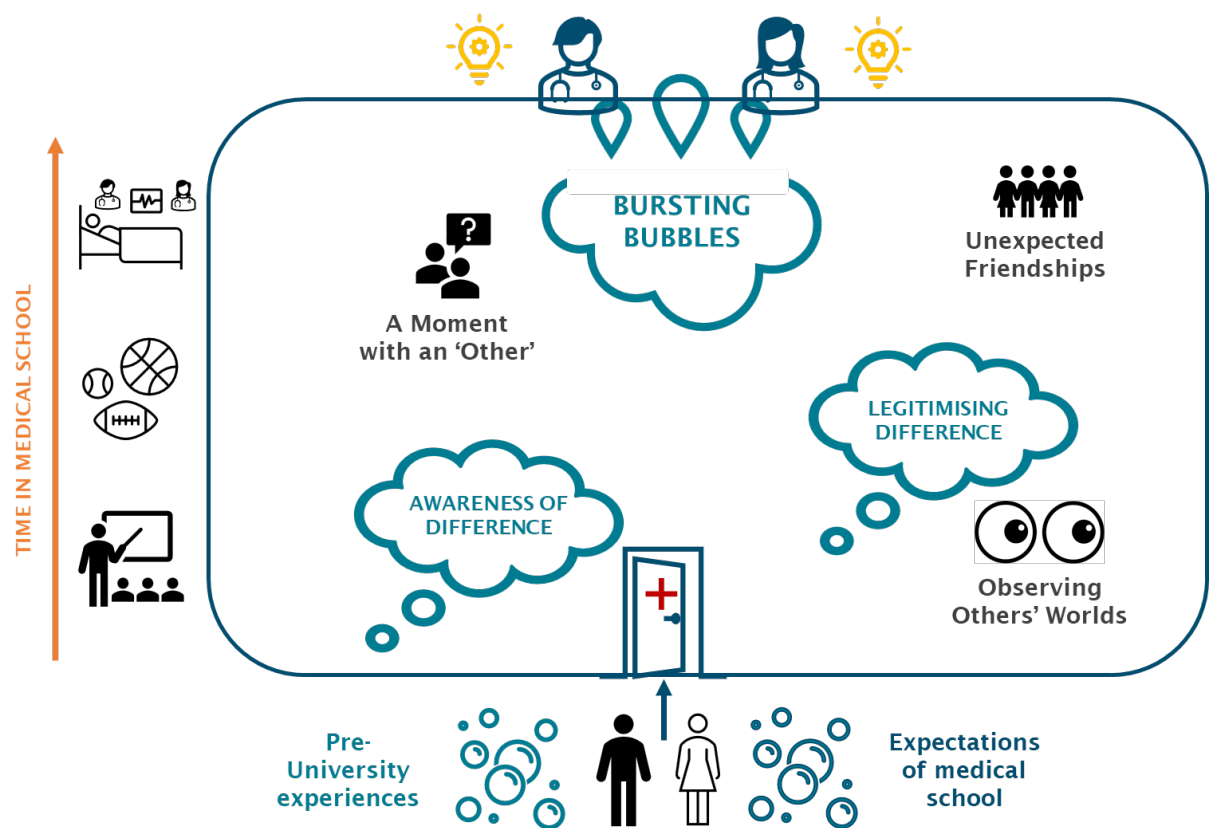 BURSTING
BUBBLES
?
Unexpected
Friendships
A Moment
with an ‘Other’
LEGITIMISING
DIFFERENCE
AWARENESS OF
DIFFERENCE
Observing
Others’ Worlds
TIME IN MEDICAL SCHOOL
Pre-
University
experiences
Expectations
of medical
school